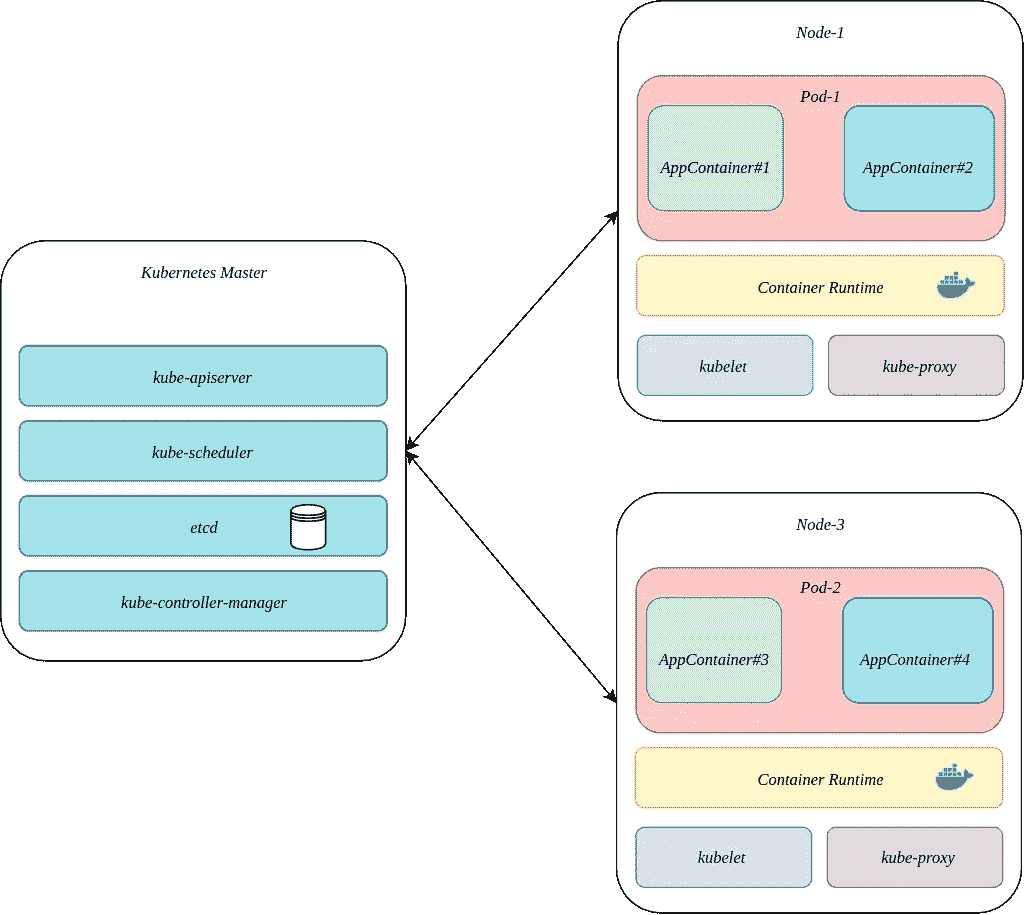 Kubernetes Master
kube-apiserver
kube-scheduler
etcd
kube-controller-manager
Node-1
Pod-1
AppContainer#1
AppContainer#2
Container Runtime
kubelet
kube-proxy
Node-3
Pod-2
AppContainer#3
AppContainer#4
Container Runtime
kubelet
kube-proxy